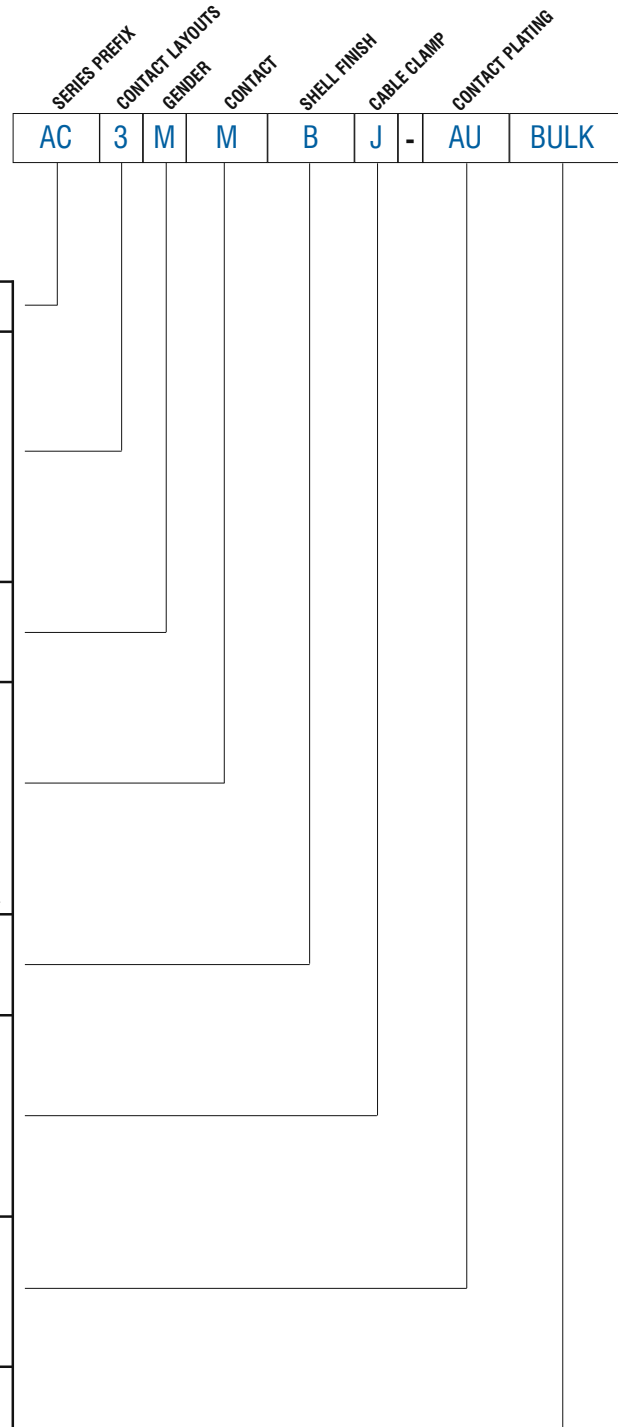 SERIES PREFIX
CONTACT LAYOUTS
GENDER
CONTACT
SHELL FINISH
CABLE CLAMP
CONTACT PLATING
AC 3 M M B J - AU BULK